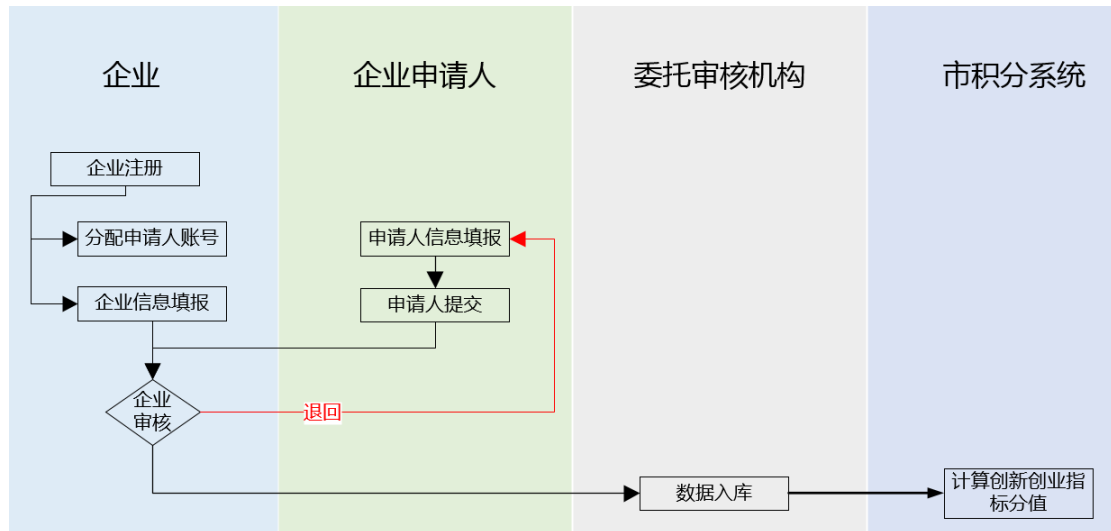 企业
企业申请人
委托审核机构
市积分系统
企业注册
分配申请人账号
申请人信息填报
企业信息填报
申请人提交
企业
审核
退回
数据入库
计算创新创业指
标分值